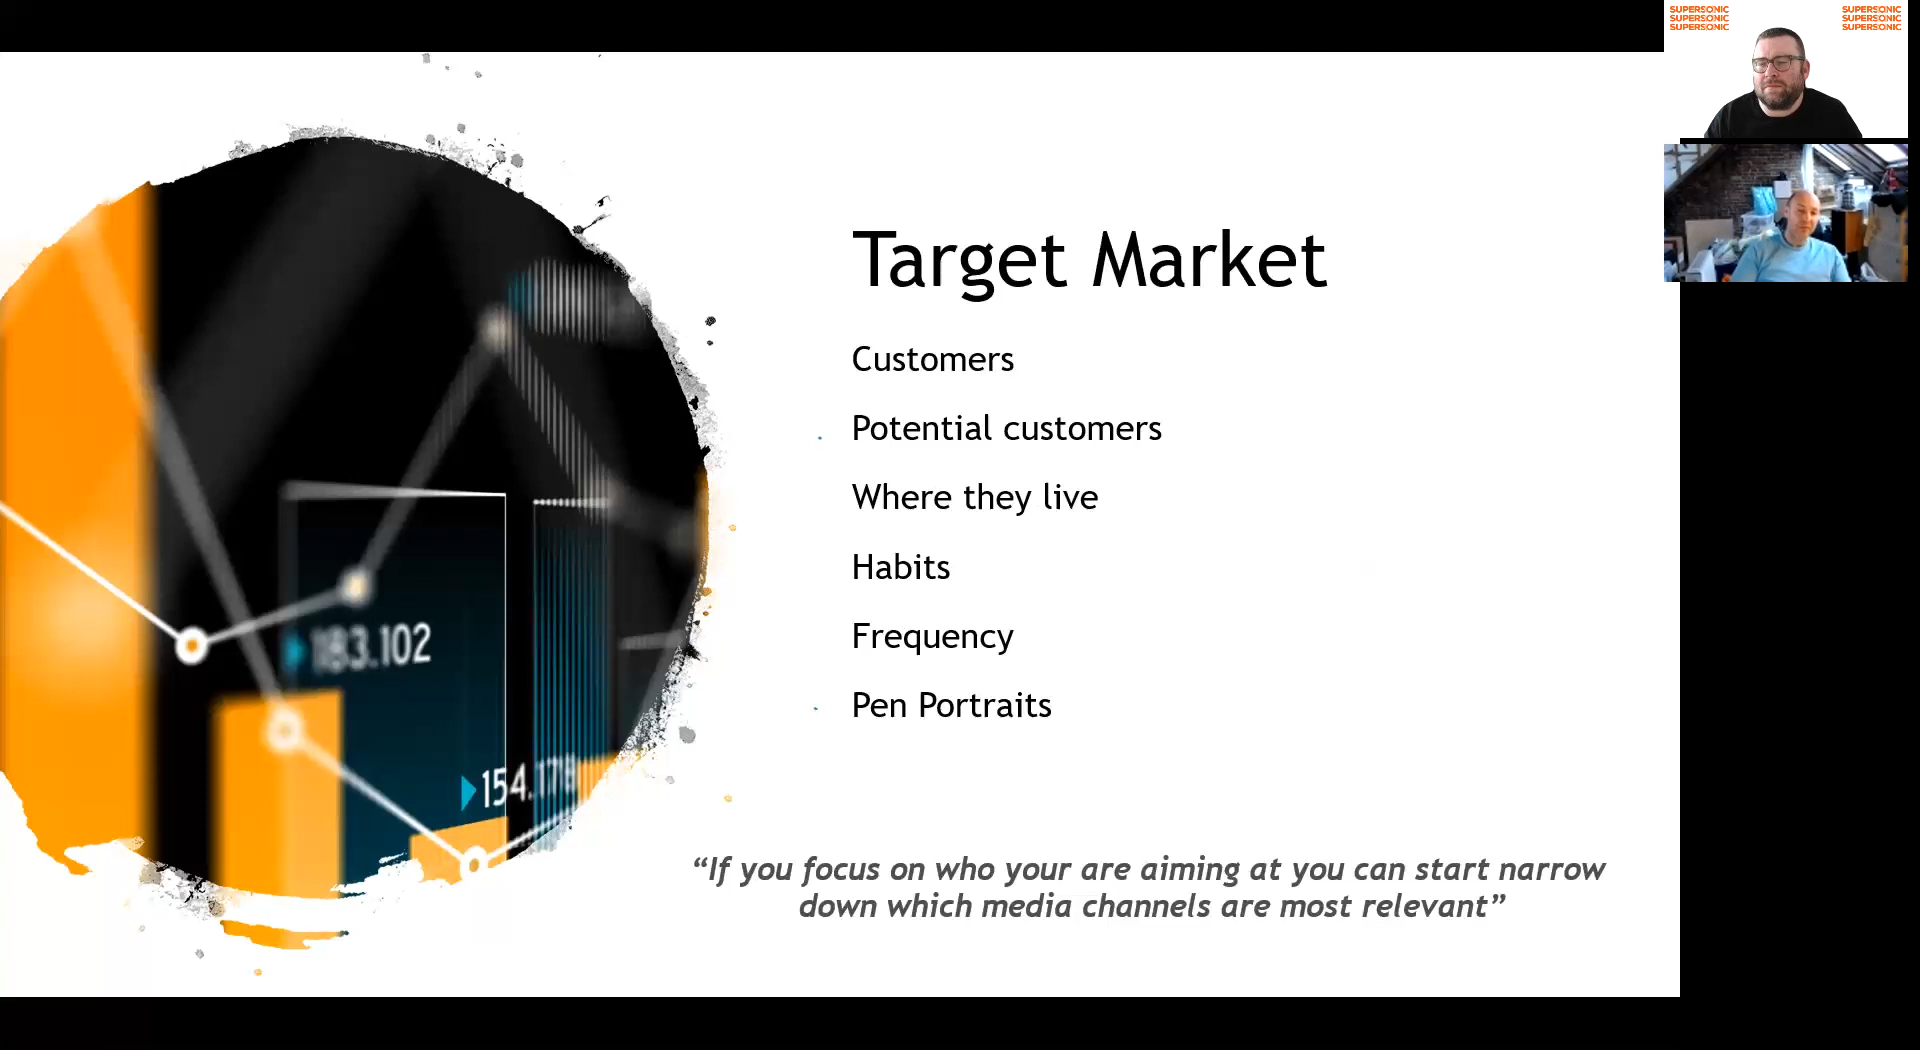 SUPERSONIC SUPERSONIC
SUPERSONIC SUPERSONIC
SUPERSONIC SUPERSONIC
Target Market
Customers
Potential customers
Where they live
Habits
Frequency
Pen Portraits
183.102
154.178
“If you focus on who your are aiming at you can start narrow
down which media channels are most relevant”